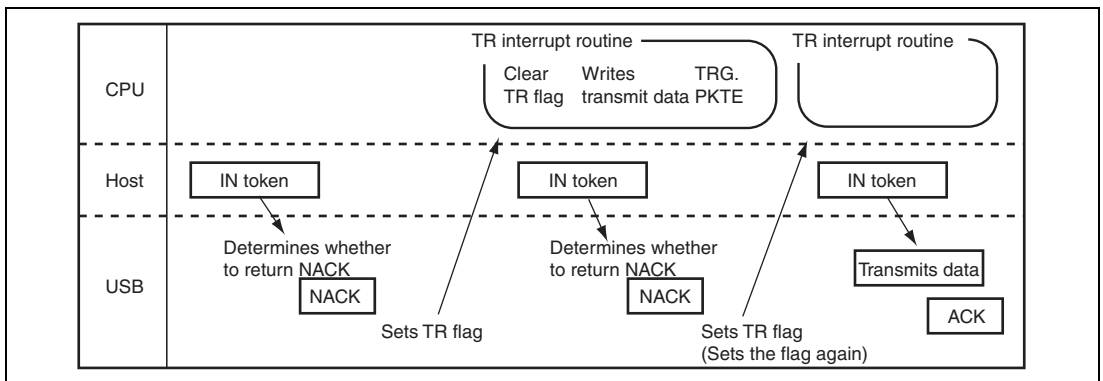 TR interrupt routine
TR interrupt routine
CPU
Clear Writes TRG.
TR flag transmit data PKTE
Host
IN token
IN token
IN token
USB
Determines whether
to return NACK
NACK
Sets TR flag
Determines whether
to return NACK
NACK
Sets TR flag
(Sets the flag again)
Transmits data
ACK